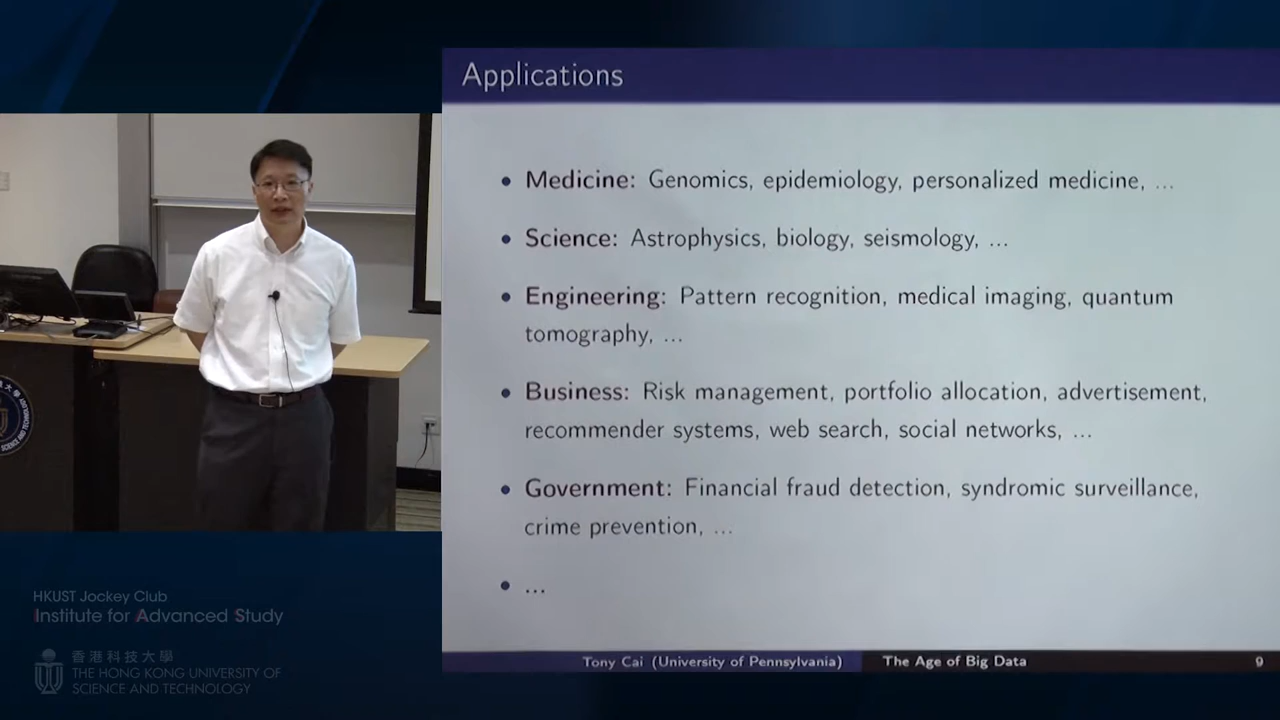 Applications
• Medicine: Genomics, epidemiology, personalized medicine, ...
• Science: Astrophysics, biology, seismology, ...
• Engineering: Pattern recognition, medical imaging, quantum
tomography, ...
• Business: Risk management, portfolio allocation, advertisement,
recommender systems, web search, social networks, ...
• Government: Financial fraud detection, syndromic surveillance,
crime prevention, ...
• ...
Tony Cai (University of Pennsylvania) The Age of Big Data 9
HKUST Jockey Club
Institute for Advanced Study
香港科技大學
THE HONG KONG UNIVERSITY OF
SCIENCE AND TECHNOLOGY